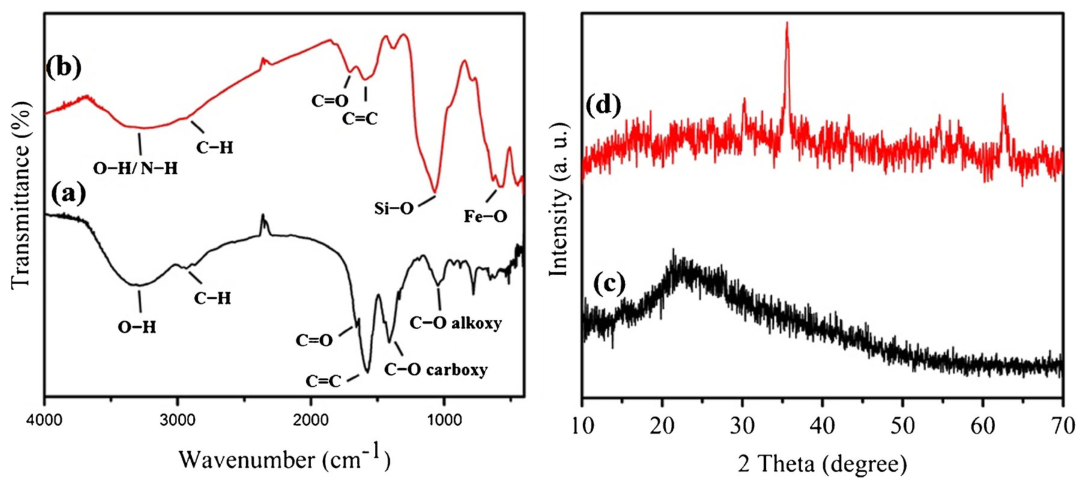 (b)
C=O
C=C
C−H
O−H/ N−H
(a)
Si−O
Fe−O
C−H
O−H
C−O alkoxy
C=O
C−O carboxy
C=C
4000 3000 2000 1000
Wavenumber (cm-1)
Transmittance (%)
(d)
(c)
10 20 30 40 50 60 70
2 Theta (degree)
Intensity (a. u.)